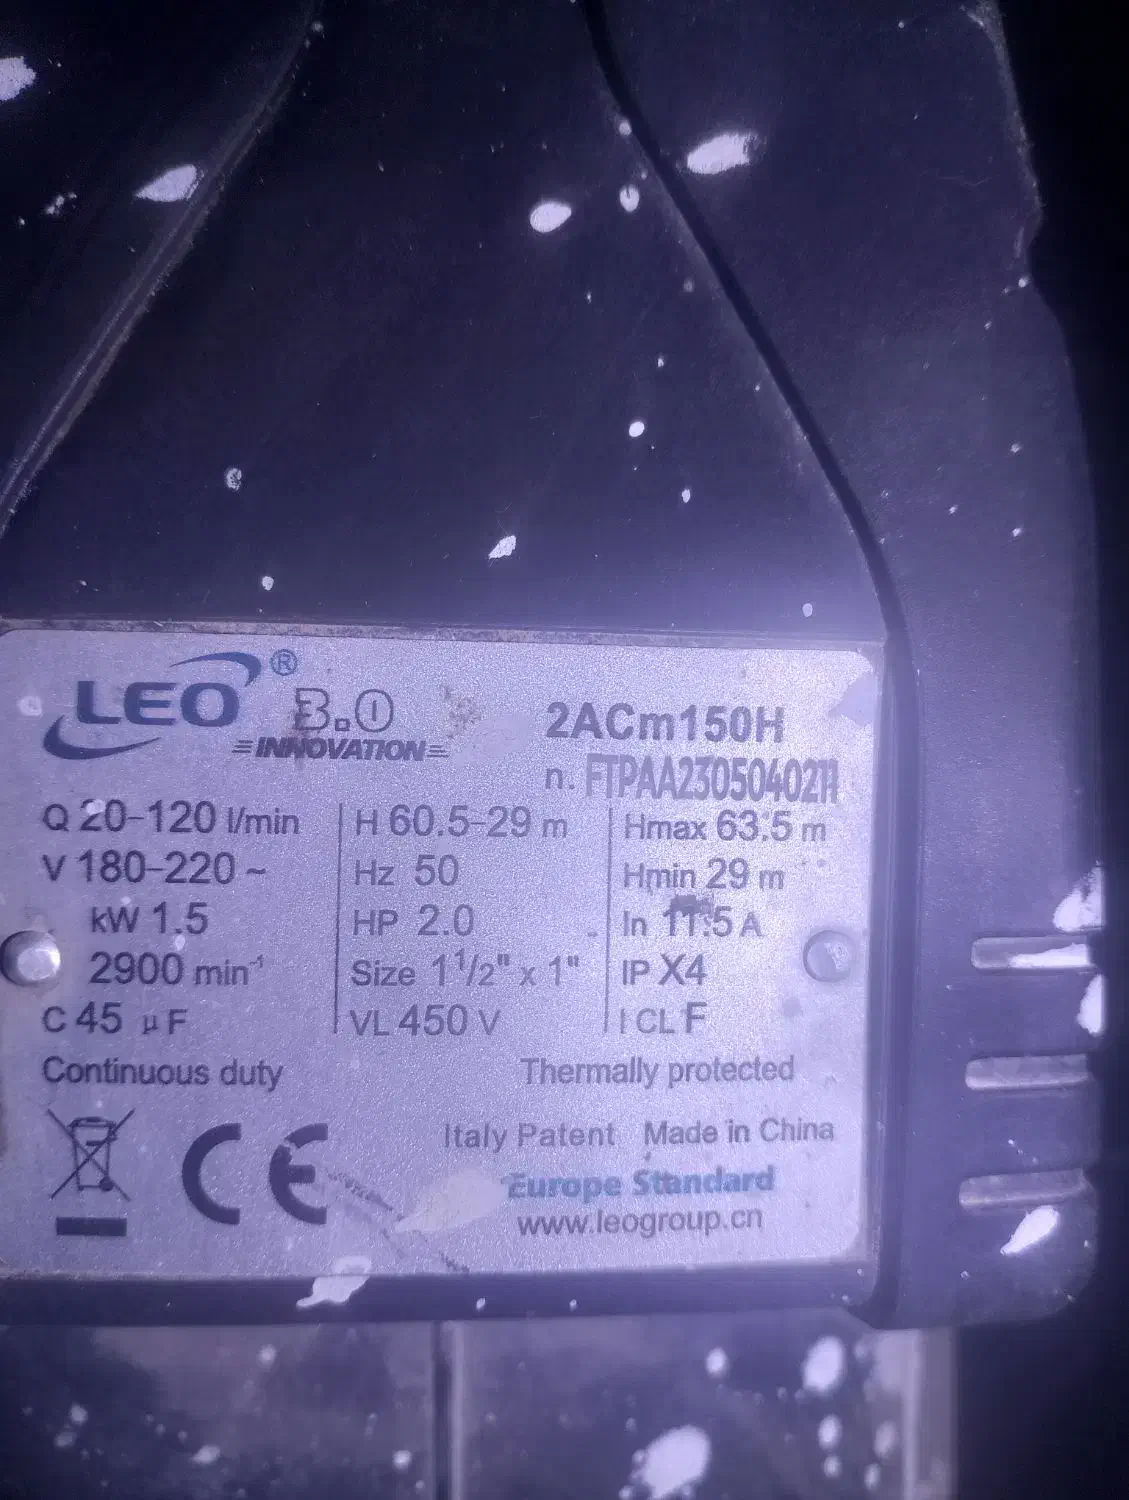 LEO ® 3.0
INNOVATION
2ACm150H
n. FTPAA2305040211
Q 20-120 l/min
H 60.5-29 m
Hmax 63.5 m
V 180-220 ~
Hz 50
Hmin 29 m
kW 1.5
HP 2.0
In 11.5 A
2900 min⁻¹
Size 1 1/2" x 1"
IP X4
C 45 μF
VL 450 V
I CL F
Continuous duty
Thermally protected
CE
Italy Patent Made in China
Europe Standard
www.leogroup.cn